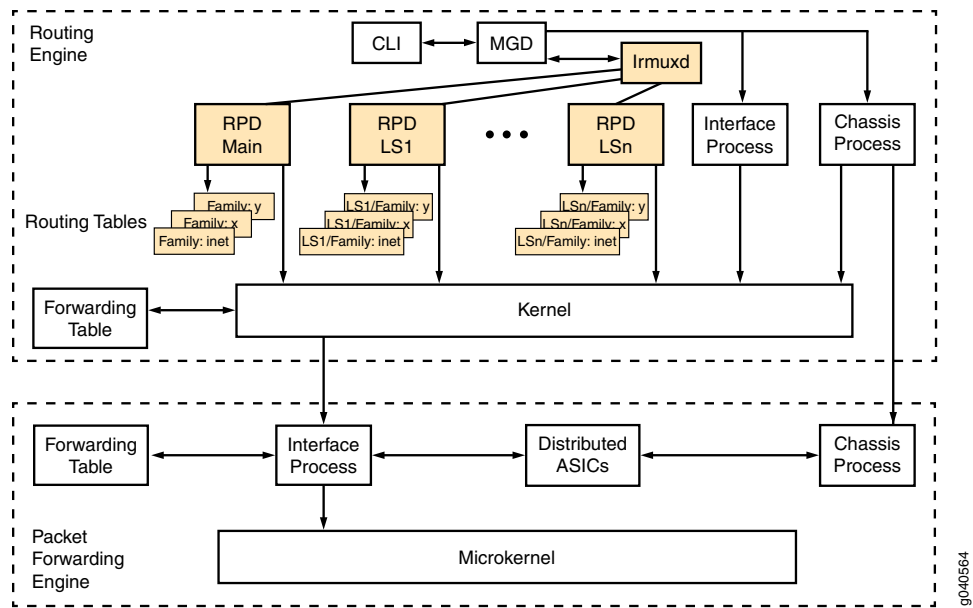 Routing
Engine
CLI
MGD
lrmuxd
RPD
Main
RPD
LS1
RPD
LSn
Interface
Process
Chassis
Process
Routing Tables
Family: y
Family: x
Family: inet
LS1/Family: y
LS1/Family: x
LS1/Family: inet
LSn/Family: y
LSn/Family: x
LSn/Family: inet
Forwarding
Table
Kernel
Forwarding
Table
Interface
Process
Distributed
ASICs
Chassis
Process
Packet
Forwarding
Engine
Microkernel
g040564